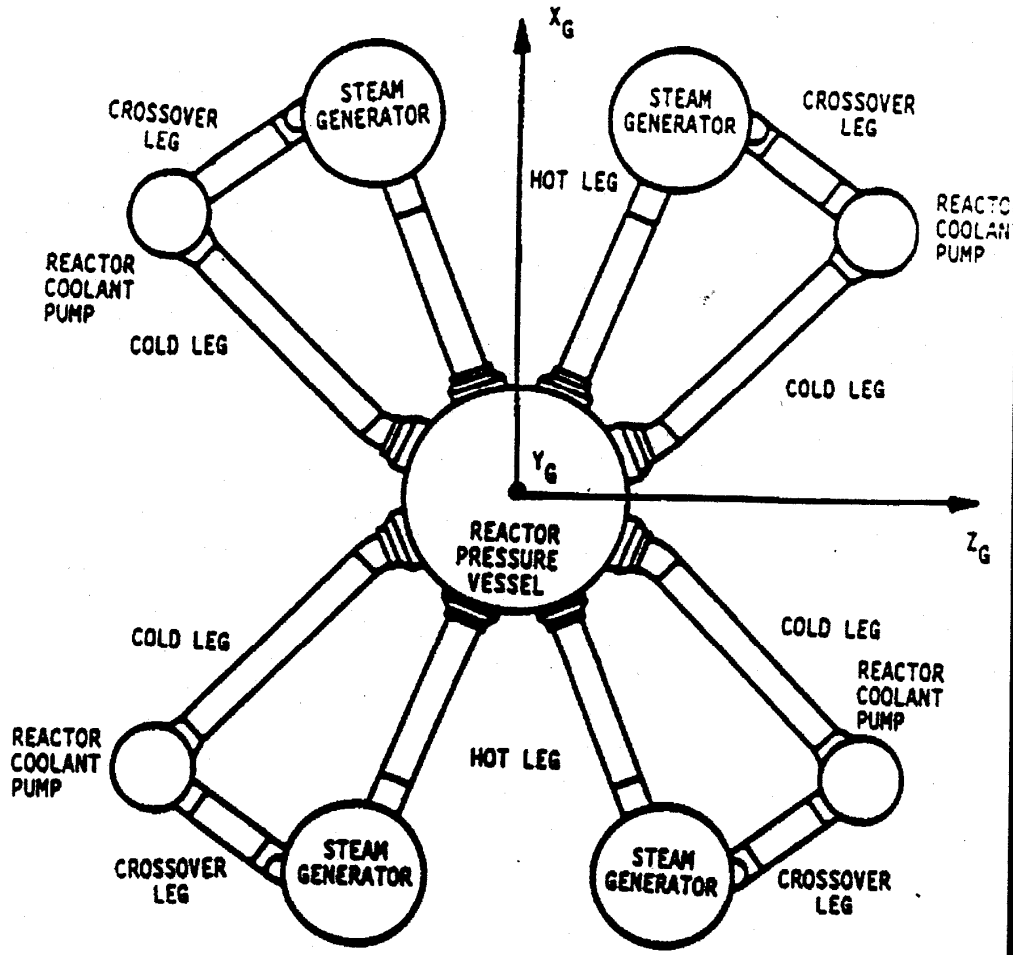 X_G
STEAM
GENERATOR
STEAM
GENERATOR
CROSSOVER
LEG
CROSSOVER
LEG
HOT LEG
REACTO
COOLAN
PUMP
REACTOR
COOLANT
PUMP
COLD LEG
COLD LEG
Y_G
REACTOR
PRESSURE
VESSEL
Z_G
COLD LEG
COLD LEG
REACTOR
COOLANT
PUMP
REACTOR
COOLANT
PUMP
HOT LEG
STEAM
GENERATOR
STEAM
GENERATOR
CROSSOVER
LEG
CROSSOVER
LEG